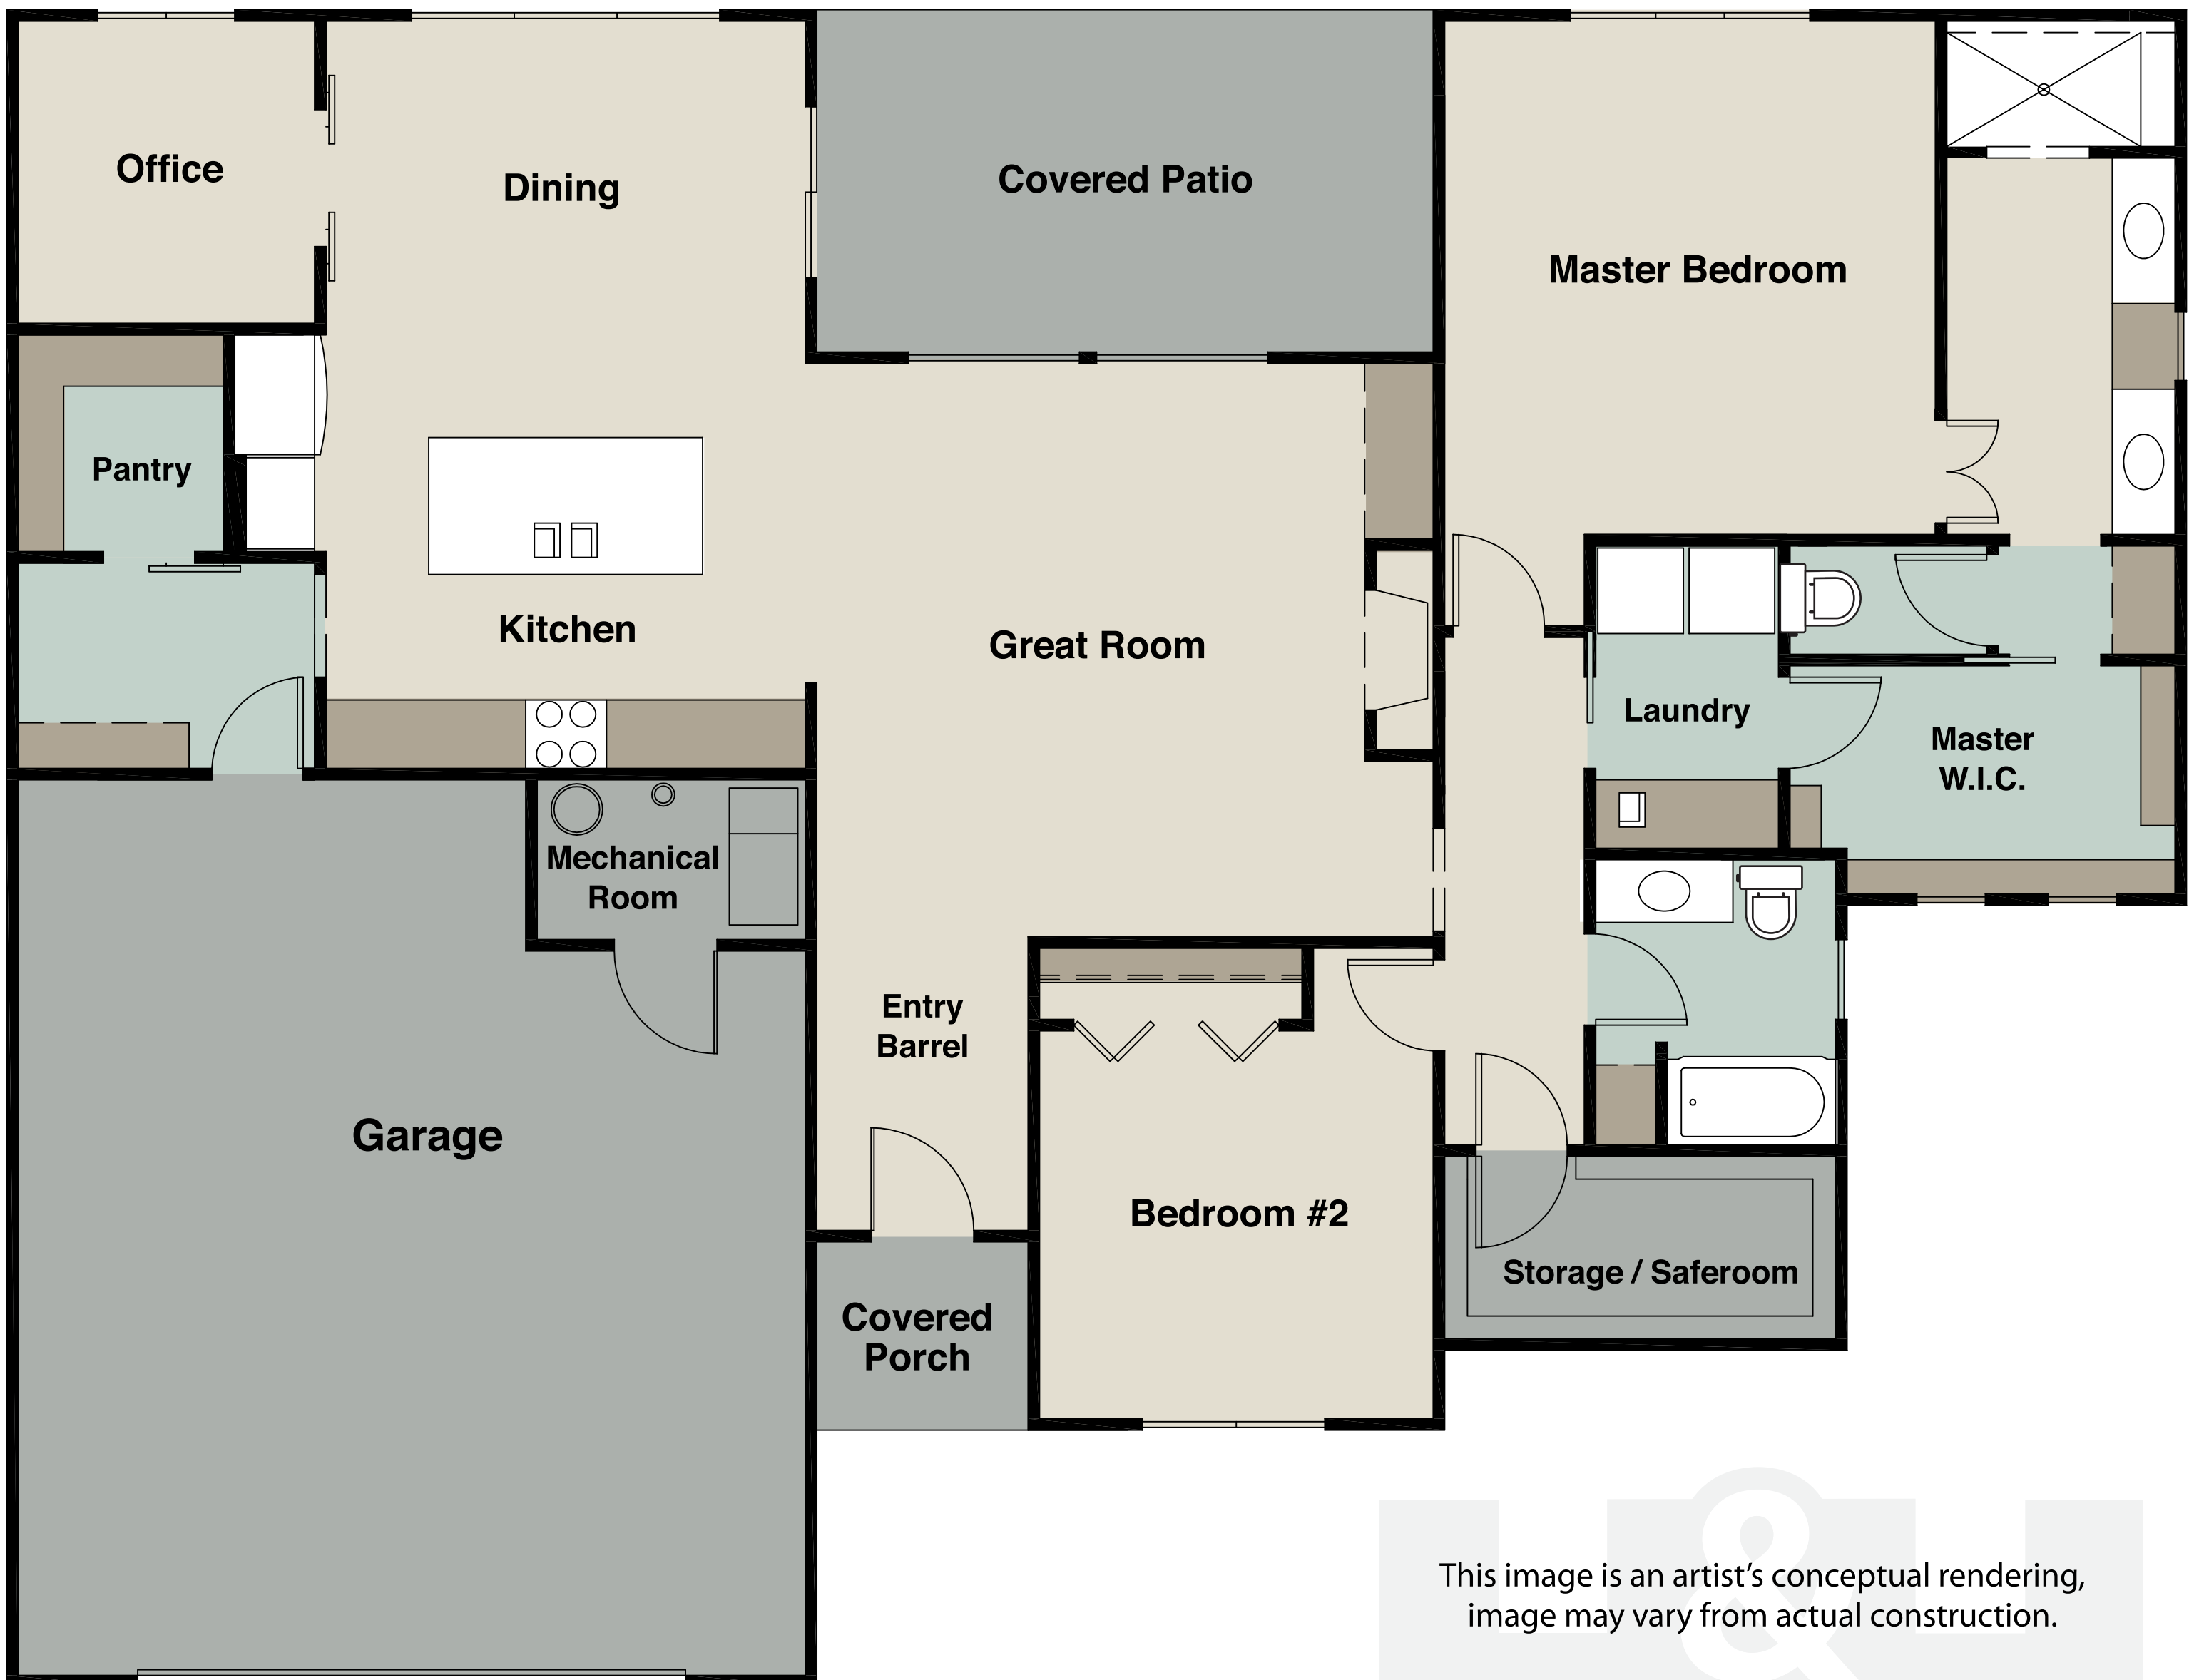 Office
Dining
Covered Patio
Master Bedroom
Pantry
Kitchen
Great Room
Laundry
Master
W.I.C.
Mechanical
Room
Entry
Barrel
Garage
Bedroom #2
Storage / Saferoom
Covered
Porch
This image is an artist’s conceptual rendering,
image may vary from actual construction.